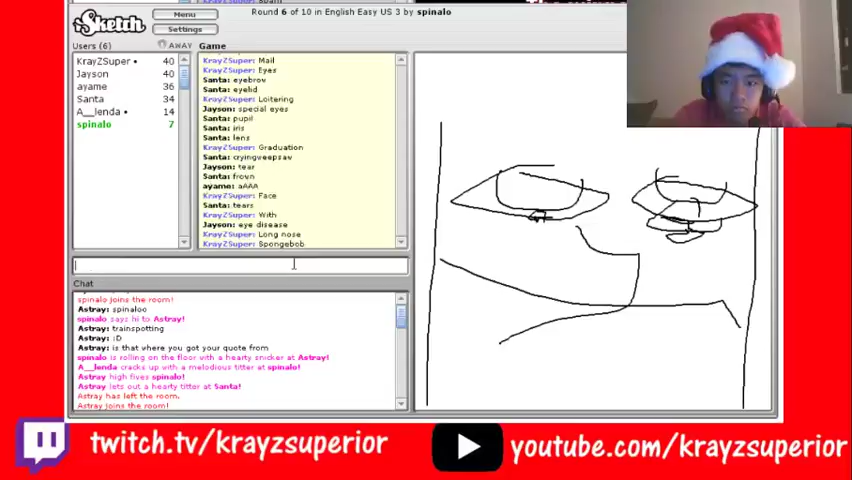 Menu
iSketch
Settings
Round 6 of 10 in English Easy US 3 by spinalo
Users (6)
AWAY
Game
KrayZSuper • 40
Jayson 40
ayame 36
Santa 34
A__lenda • 14
spinalo 7
KrayZSuper: Mail
KrayZSuper: Eyes
Santa: eyebrov
Santa: eyelid
KrayZSuper: Loitering
Jayson: special eyes
Santa: pupil
Santa: iris
Santa: lens
KrayZSuper: Graduation
Santa: cryingweepsav
Jayson: tear
Santa: frown
ayame: aAAA
KrayZSuper: Face
Santa: tears
KrayZSuper: With
Jayson: eye disease
KrayZSuper: Long nose
KrayZSuper: Spongebob
Chat
spinalo joins the room!
Astray: spinaloo
spinalo says hi to Astray!
Astray: trainspotting
Astray: :D
Astray: is that where you got your quote from
spinalo is rolling on the floor with a hearty snicker at Astray!
A__lenda cracks up with a melodious titter at spinalo!
Astray high fives spinalo!
Astray lets out a hearty titter at Santa!
Astray has left the room.
Astray joins the room!
twitch.tv/krayzsuperior
youtube.com/krayzsuperior